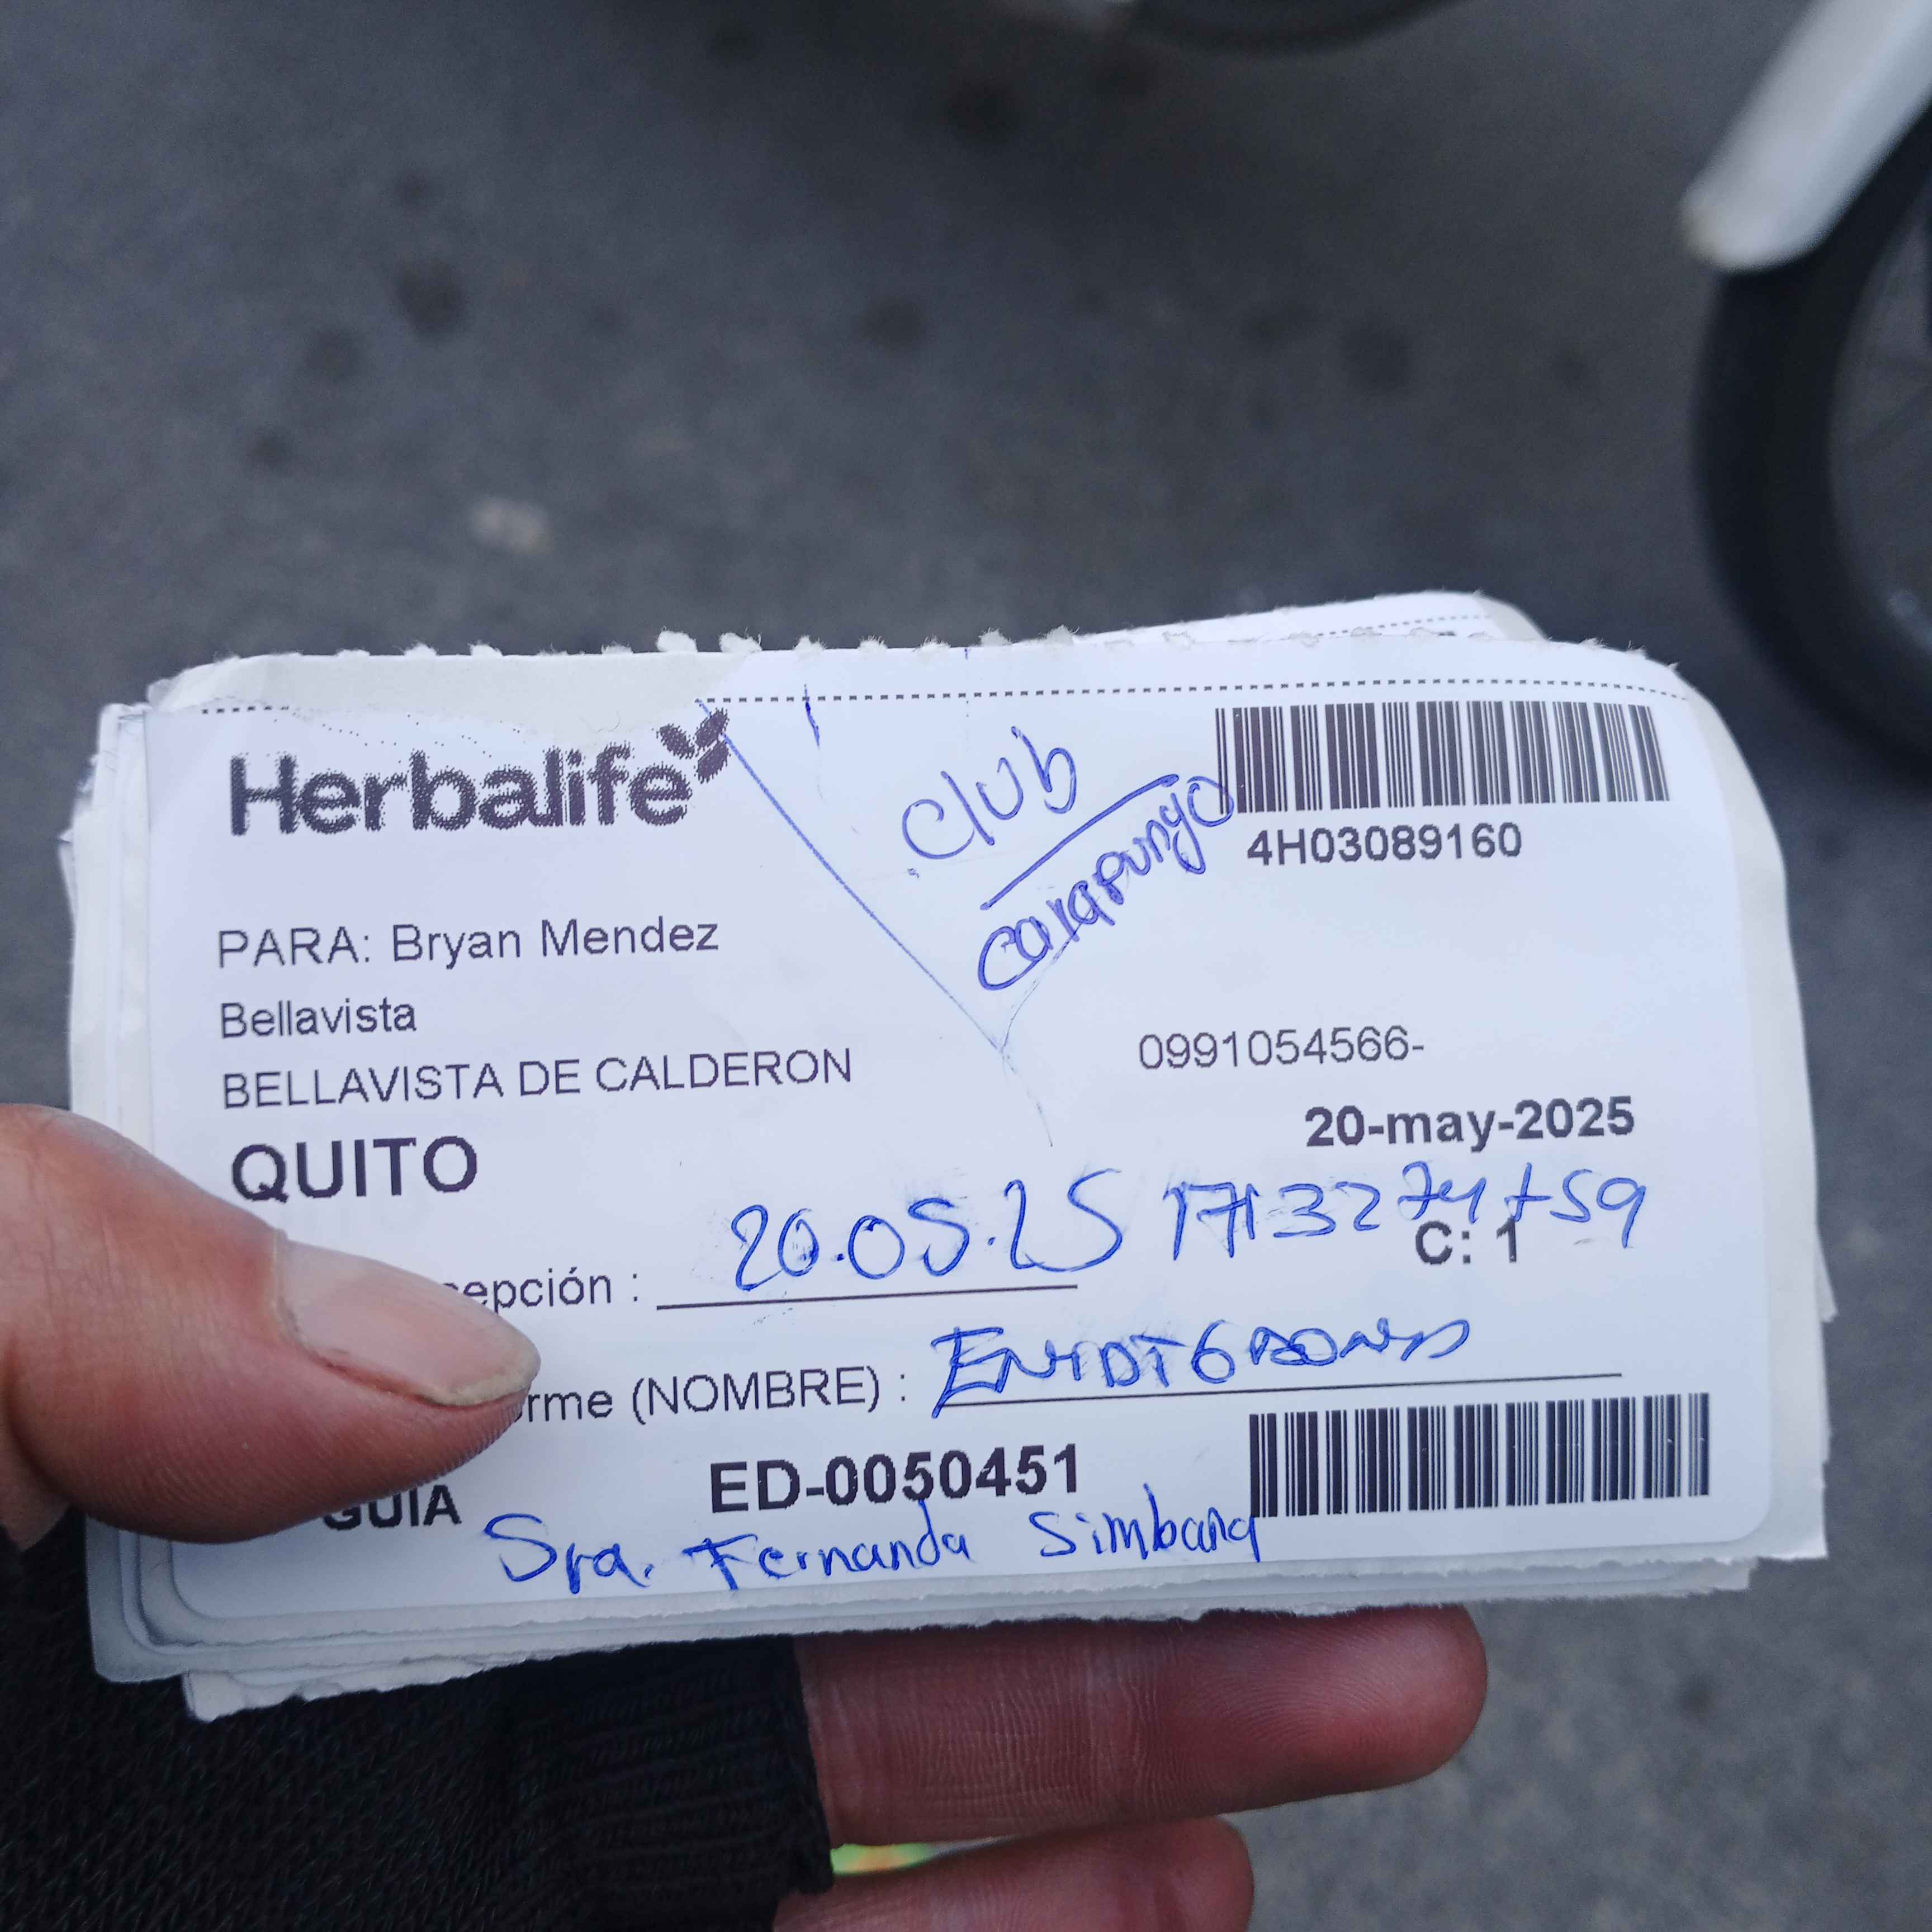 Herbalife
club
carapungo
4H03089160
PARA: Bryan Mendez
Bellavista
BELLAVISTA DE CALDERON
0991054566-
QUITO
20-may-2025
epción : 20.05.25
C: 1
rme (NOMBRE) :
GUIA ED-0050451
Sra. Fernanda Simbana